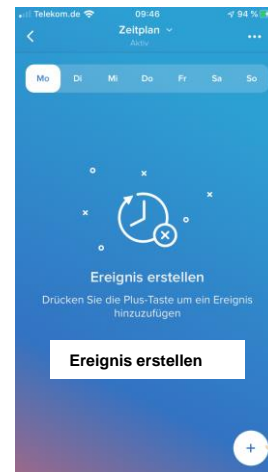 Telekom.de 09:46 94 %
Zeitplan
Aktiv
Mo Di Mi Do Fr Sa So
Ereignis erstellen
Drücken Sie die Plus-Taste um ein Ereignis
hinzuzufügen
Ereignis erstellen
+